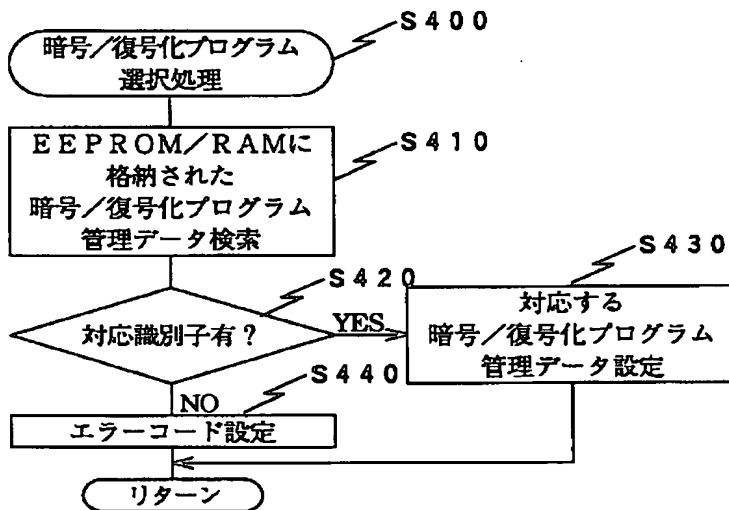 S400
暗号／復号化プログラム
選択処理
S410
EEPROM／RAMに
格納された
暗号／復号化プログラム
管理データ検索
S420
対応識別子有？
YES
S430
対応する
暗号／復号化プログラム
管理データ設定
NO
S440
エラーコード設定
リターン